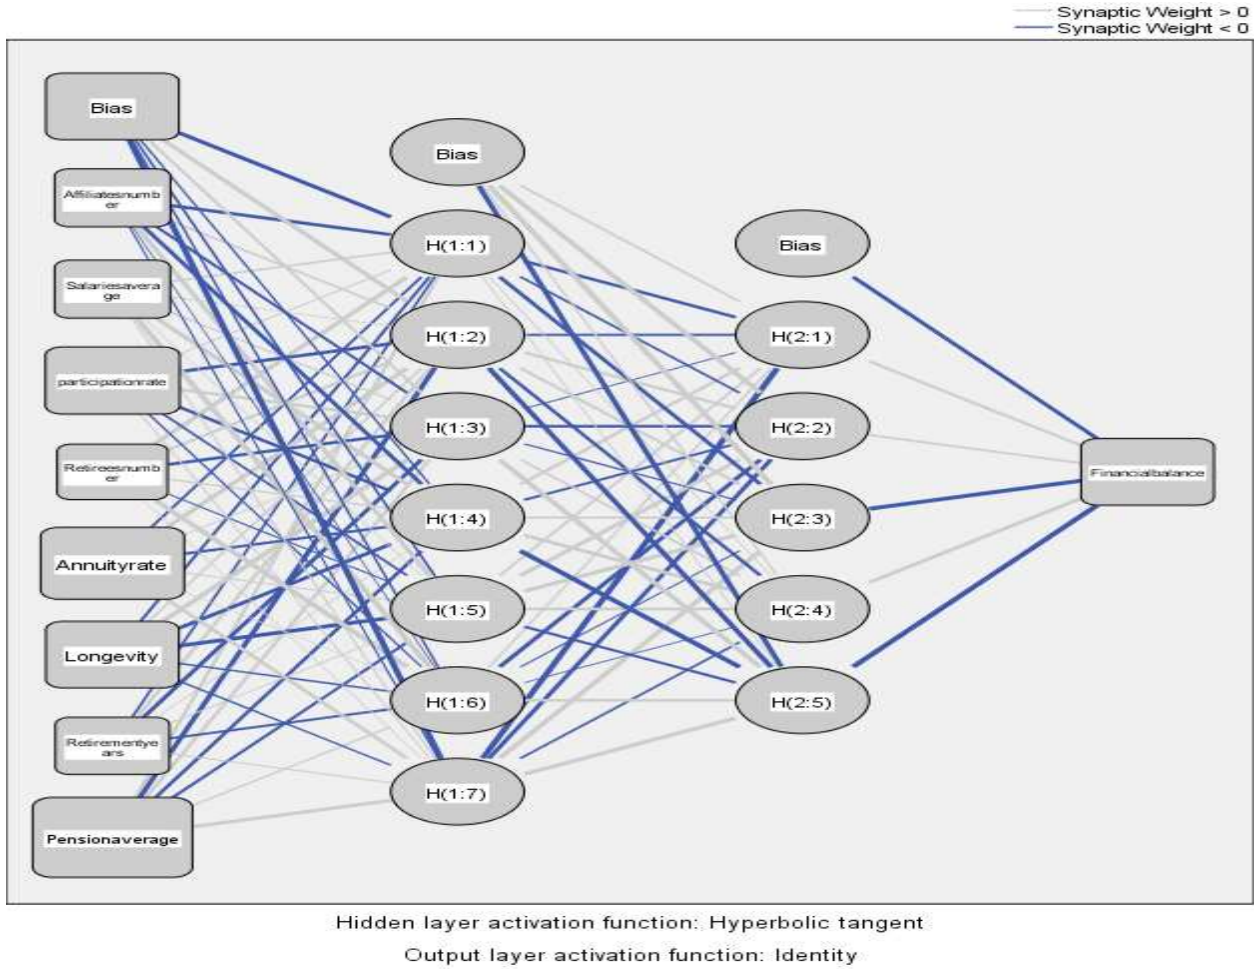 Synaptic Weight > 0
Synaptic Weight < 0
Bias
Affiliatesnumb
er
Salariesavera
ge
participationrate
Retireesnumb
er
Annuityrate
Longevity
Retirementye
ars
Pensionaverage
Bias
H(1:1)
H(1:2)
H(1:3)
H(1:4)
H(1:5)
H(1:6)
H(1:7)
Bias
H(2:1)
H(2:2)
H(2:3)
H(2:4)
H(2:5)
Financialbalance
Hidden layer activation function: Hyperbolic tangent
Output layer activation function: Identity